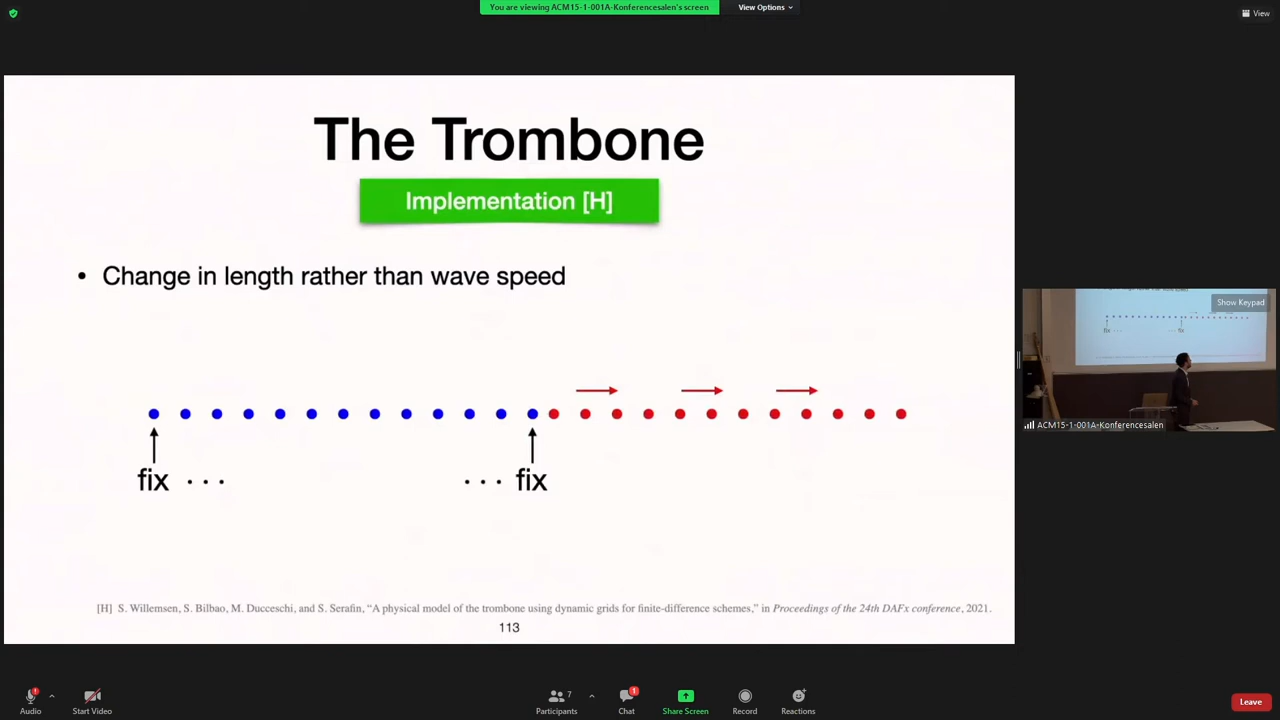 You are viewing ACM15-1-001A-Konferencesalen's screen
View Options
View
The Trombone
Implementation [H]
• Change in length rather than wave speed
fix ··· ··· fix
[H] S. Willemsen, S. Bilbao, M. Ducceschi, and S. Serafin, “A physical model of the trombone using dynamic grids for finite-difference schemes,” in Proceedings of the 24th DAFx conference, 2021.
113
Show Keypad
fix ··· ··· fix
ACM15-1-001A-Konferencesalen
Audio
Start Video
Participants
7
Chat
1
Share Screen
Record
Reactions
Leave